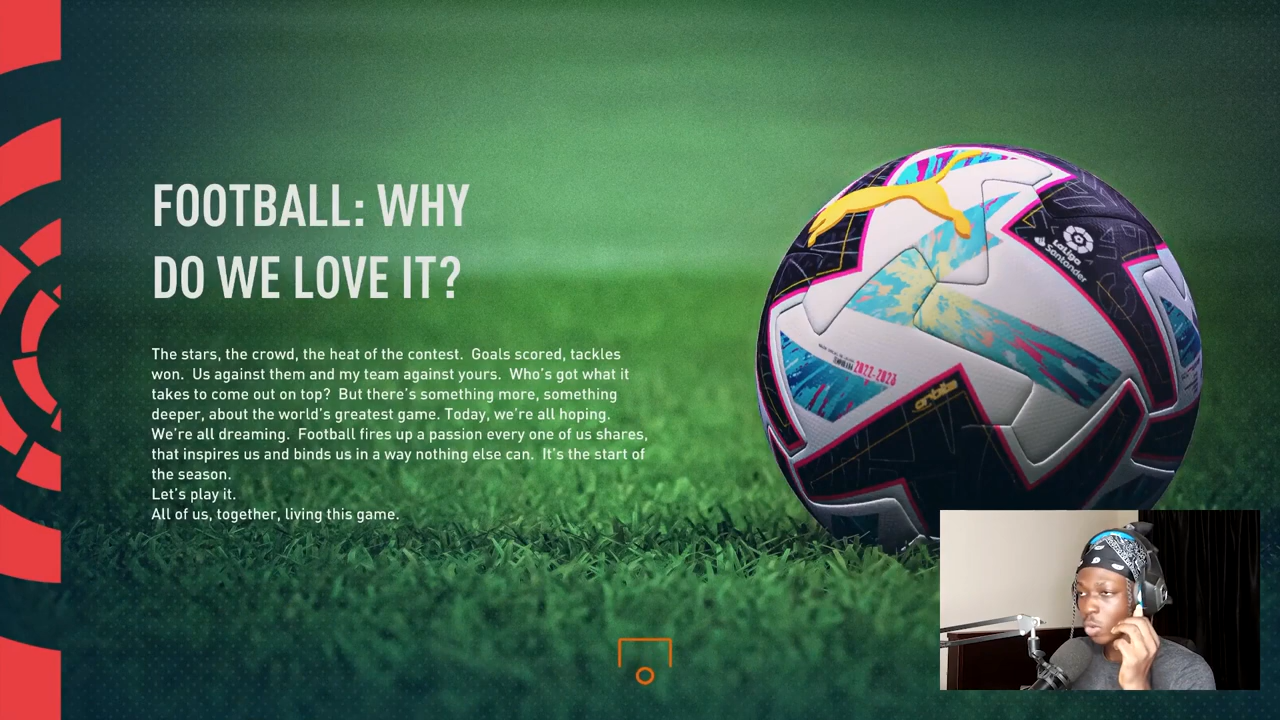 FOOTBALL: WHY
DO WE LOVE IT?
The stars, the crowd, the heat of the contest.  Goals scored, tackles
won.  Us against them and my team against yours.  Who's got what it
takes to come out on top?  But there's something more, something
deeper, about the world's greatest game. Today, we're all hoping.
We're all dreaming.  Football fires up a passion every one of us shares,
that inspires us and binds us in a way nothing else can.  It's the start of
the season.
Let's play it.
All of us, together, living this game.
LaLiga
Santander
2022-2023
orbita